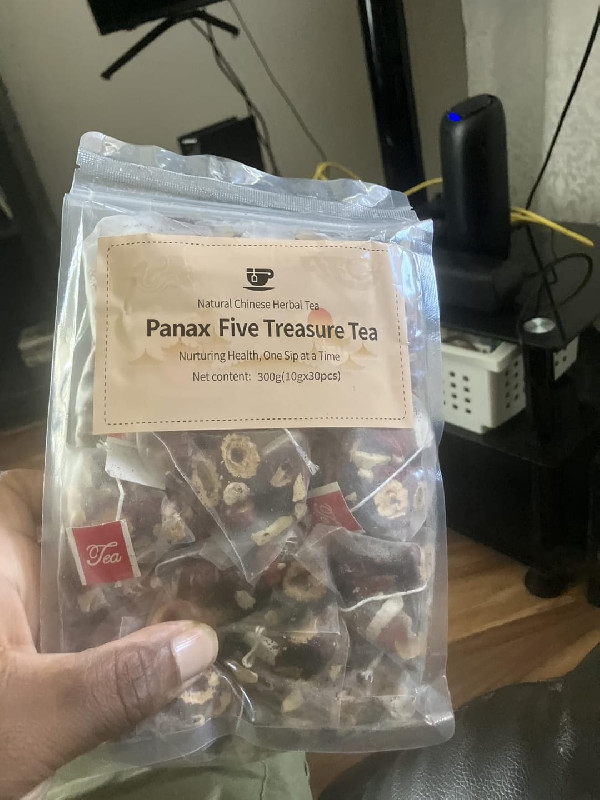 Natural Chinese Herbal Tea
Panax Five Treasure Tea
Nurturing Health, One Sip at a Time
Net content: 300g(10gx30pcs)
Tea